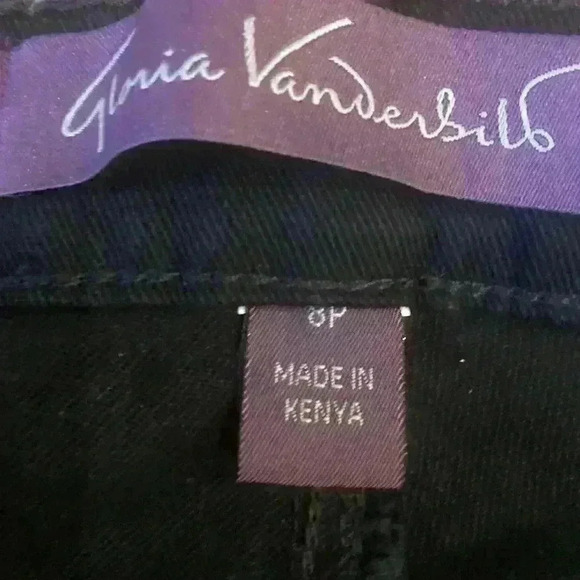 Gloria Vanderbilt
8P
MADE IN
KENYA